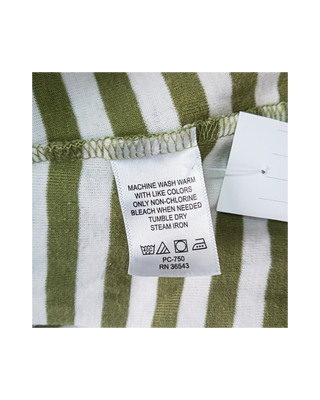 MACHINE WASH WARM
WITH LIKE COLORS
ONLY NON-CHLORINE
BLEACH WHEN NEEDED
TUMBLE DRY
STEAM IRON
PC-750
RN 36543